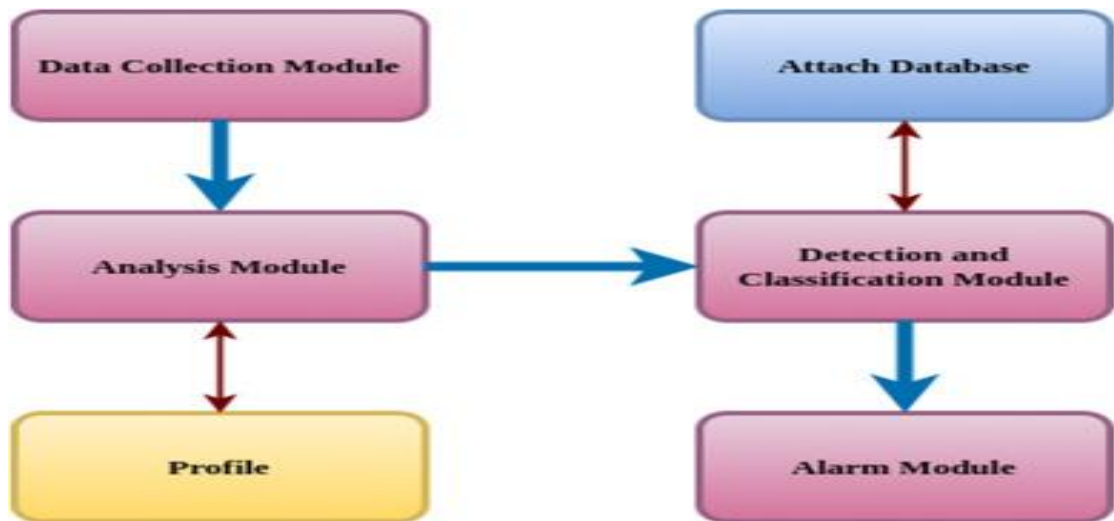 Data Collection Module
Attach Database
Analysis Module
Detection and
Classification Module
Profile
Alarm Module